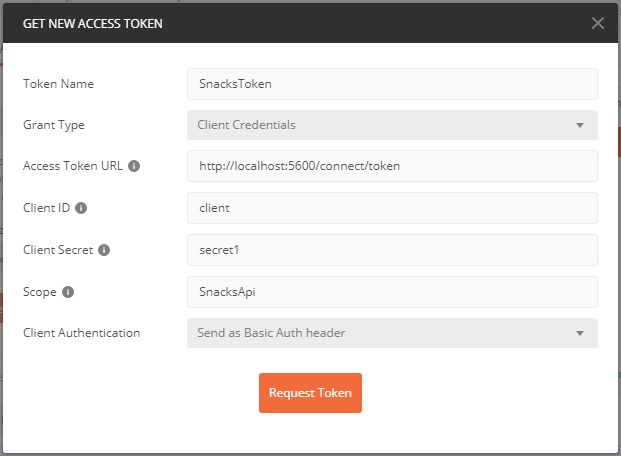 GET NEW ACCESS TOKEN
Token Name SnacksToken
Grant Type Client Credentials
Access Token URL http://localhost:5600/connect/token
Client ID client
Client Secret secret1
Scope SnacksApi
Client Authentication Send as Basic Auth header
Request Token